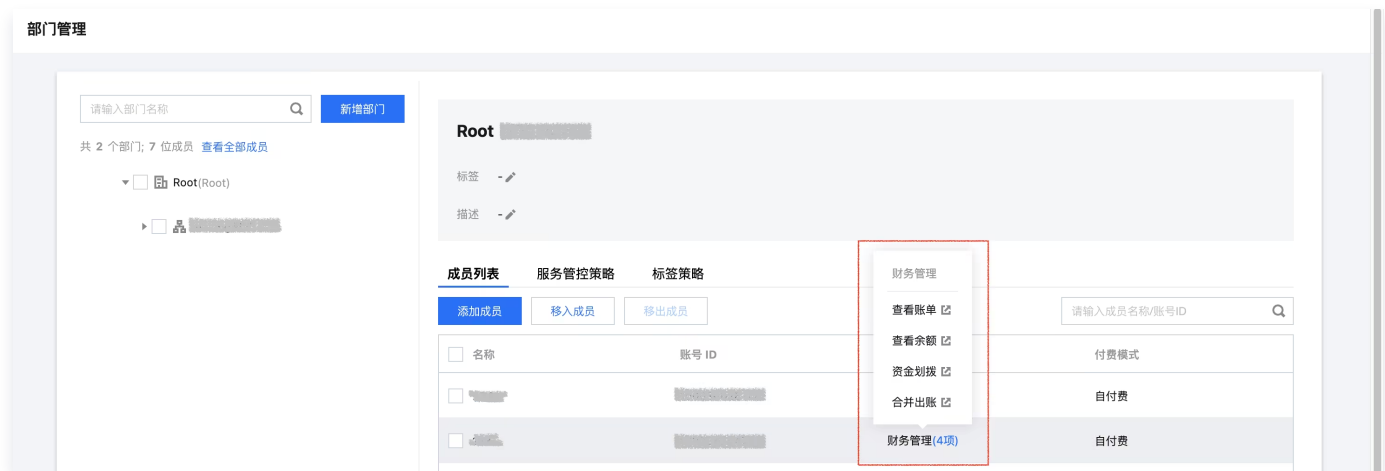 部门管理
请输入部门名称
新增部门
共 2 个部门; 7 位成员 查看全部成员
Root(Root)
Root
标签 -
描述 -
成员列表 服务管控策略 标签策略
添加成员 移入成员 移出成员
请输入成员名称/账号ID
财务管理
查看账单
查看余额
资金划拨
合并出账
名称 账号 ID 付费模式
自付费
财务管理(4项) 自付费